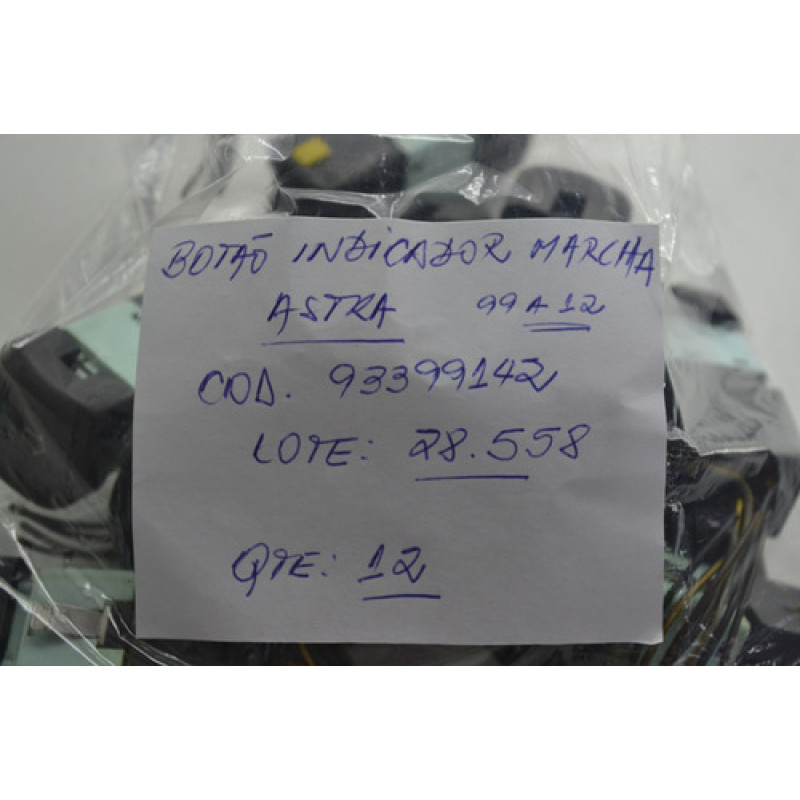 BOTÃO INDICADOR MARCHA
ASTRA 99 A 12
COD. 93399142
LOTE: 28.558
QTE: 12